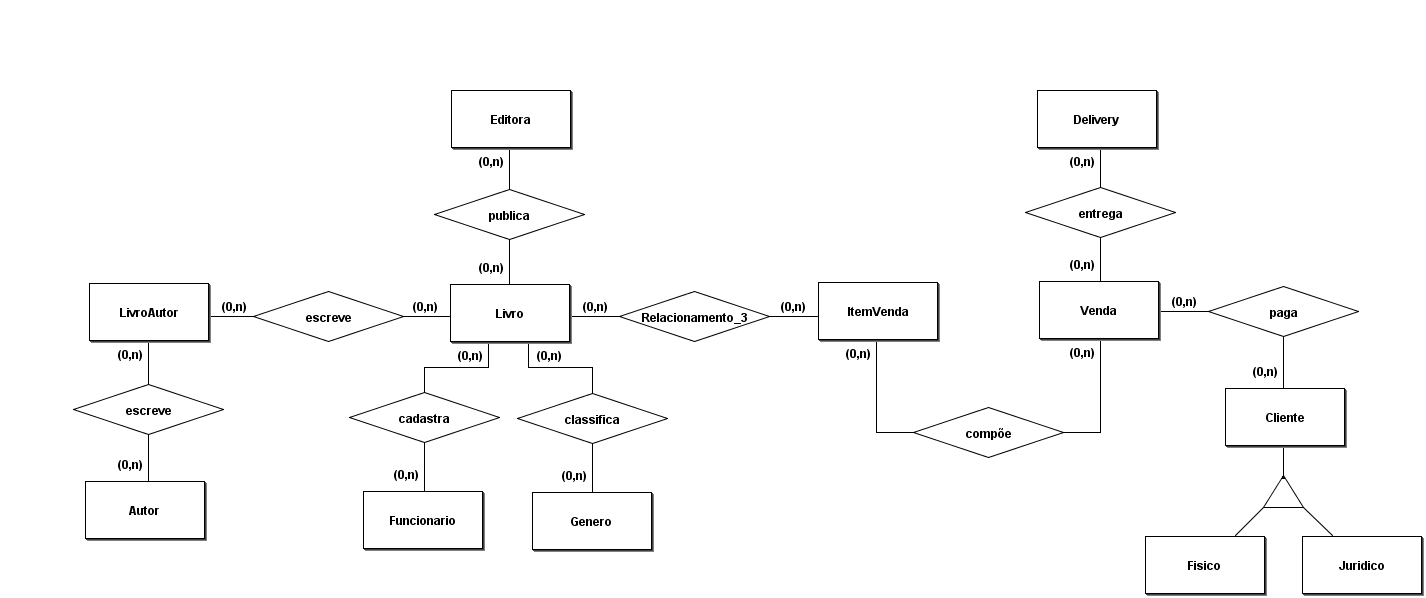 Editora
Delivery
(0,n)
(0,n)
publica
entrega
(0,n)
(0,n)
LivroAutor
(0,n)
escreve
(0,n)
Livro
(0,n)
Relacionamento_3
(0,n)
ItemVenda
Venda
(0,n)
paga
(0,n)
(0,n)
(0,n)
(0,n)
(0,n)
(0,n)
escreve
cadastra
classifica
compõe
Cliente
(0,n)
(0,n)
(0,n)
Autor
Funcionario
Genero
Fisico
Juridico